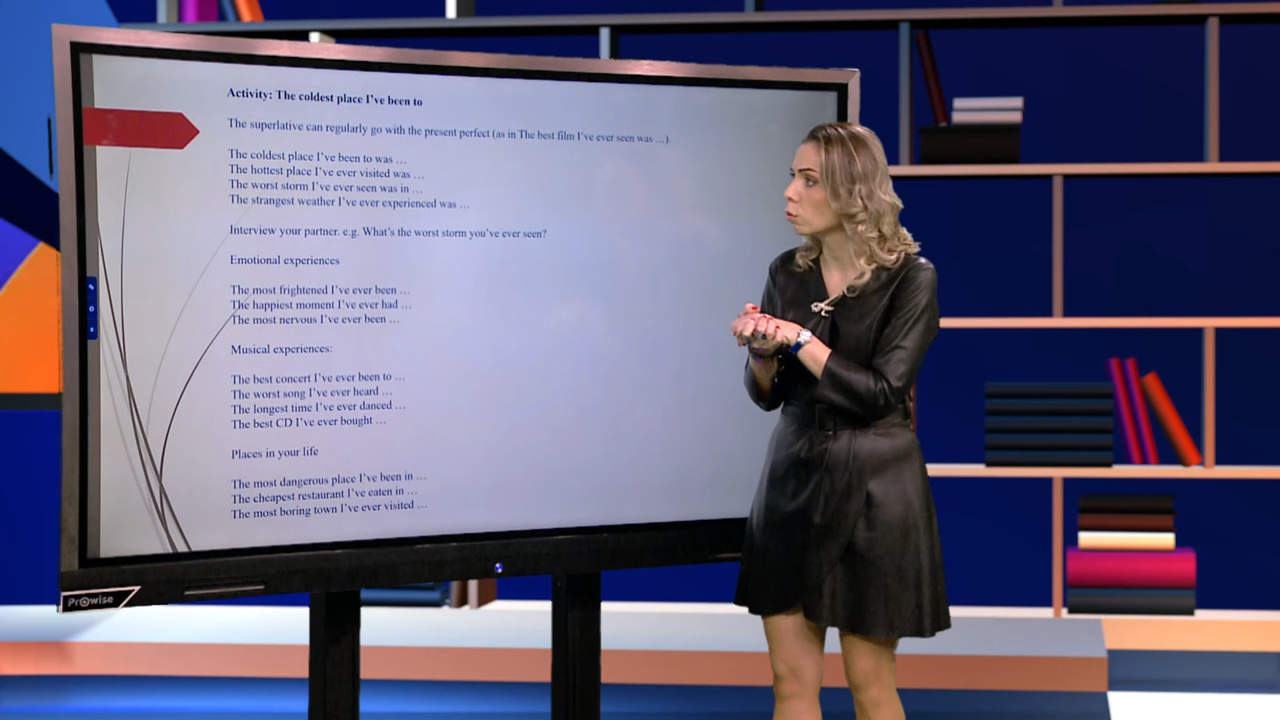 Activity: The coldest place I've been to
The superlative can regularly go with the present perfect (as in The best film I've ever seen was …).
The coldest place I've been to was …
The hottest place I've ever visited was …
The worst storm I've ever seen was in …
The strangest weather I've ever experienced was …
Interview your partner. e.g. What's the worst storm you've ever seen?
Emotional experiences
The most frightened I've ever been …
The happiest moment I've ever had …
The most nervous I've ever been …
Musical experiences:
The best concert I've ever been to …
The worst song I've ever heard …
The longest time I've ever danced …
The best CD I've ever bought …
Places in your life
The most dangerous place I've been in …
The cheapest restaurant I've eaten in …
The most boring town I've ever visited …
Prowise